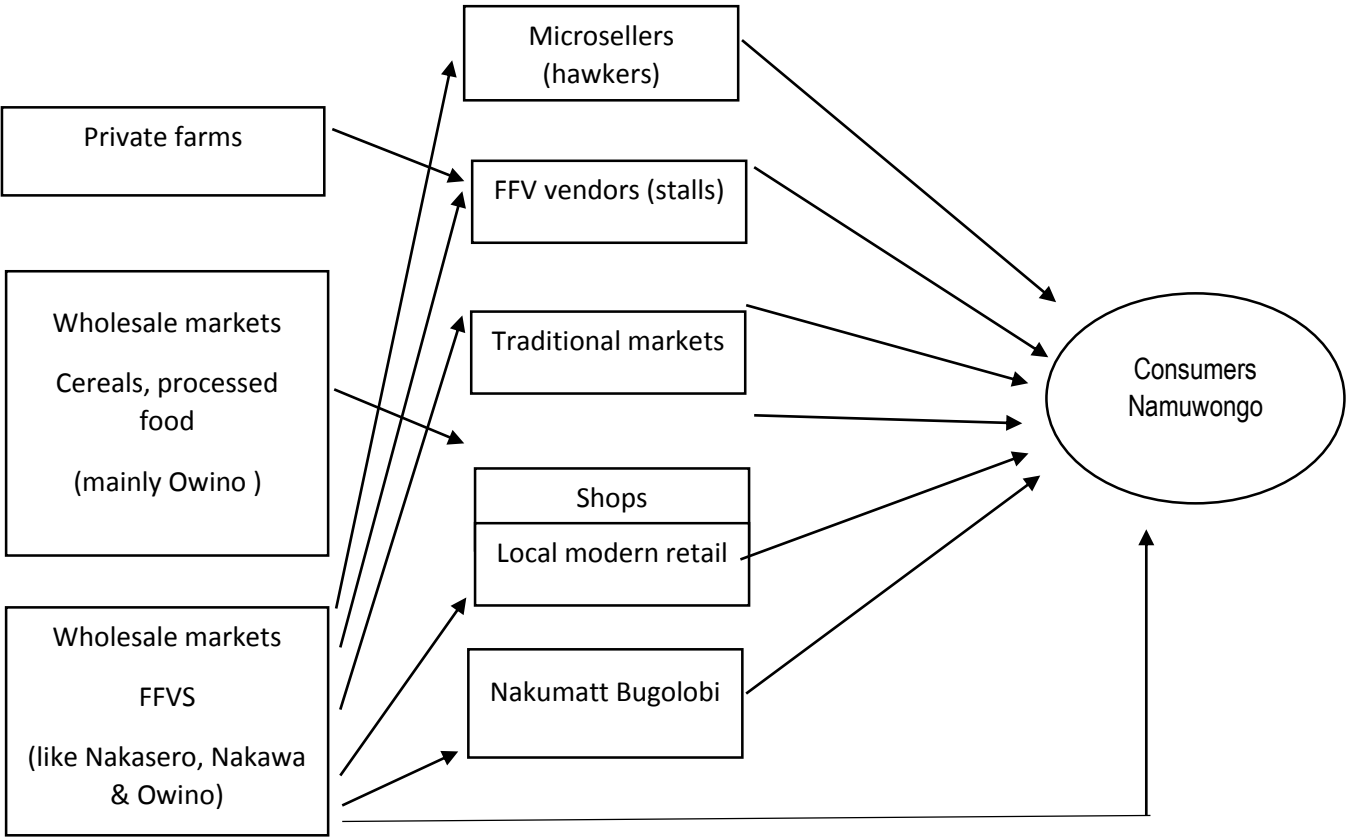 Microsellers
(hawkers)
Private farms
FFV vendors (stalls)
Wholesale markets
Cereals, processed
food
(mainly Owino )
Traditional markets
Consumers
Namuwongo
Shops
Local modern retail
Wholesale markets
FFVS
(like Nakasero, Nakawa
& Owino)
Nakumatt Bugolobi